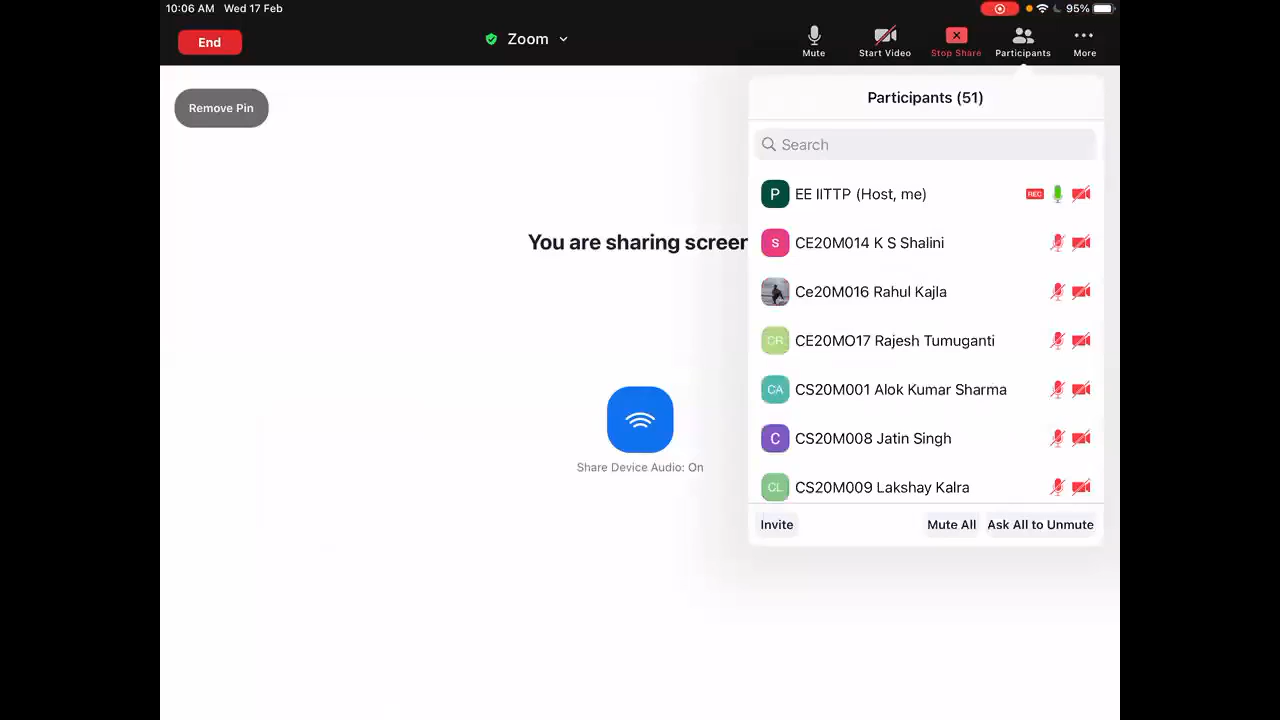 10:06 AM Wed 17 Feb
95%
End
Zoom
Mute
Start Video
Stop Share
Participants
More
Remove Pin
You are sharing screen
Share Device Audio: On
Participants (51)
Search
P EE IITTP (Host, me) REC
S CE20M014 K S Shalini
Ce20M016 Rahul Kajla
CR CE20MO17 Rajesh Tumuganti
CA CS20M001 Alok Kumar Sharma
C CS20M008 Jatin Singh
CL CS20M009 Lakshay Kalra
Invite
Mute All
Ask All to Unmute